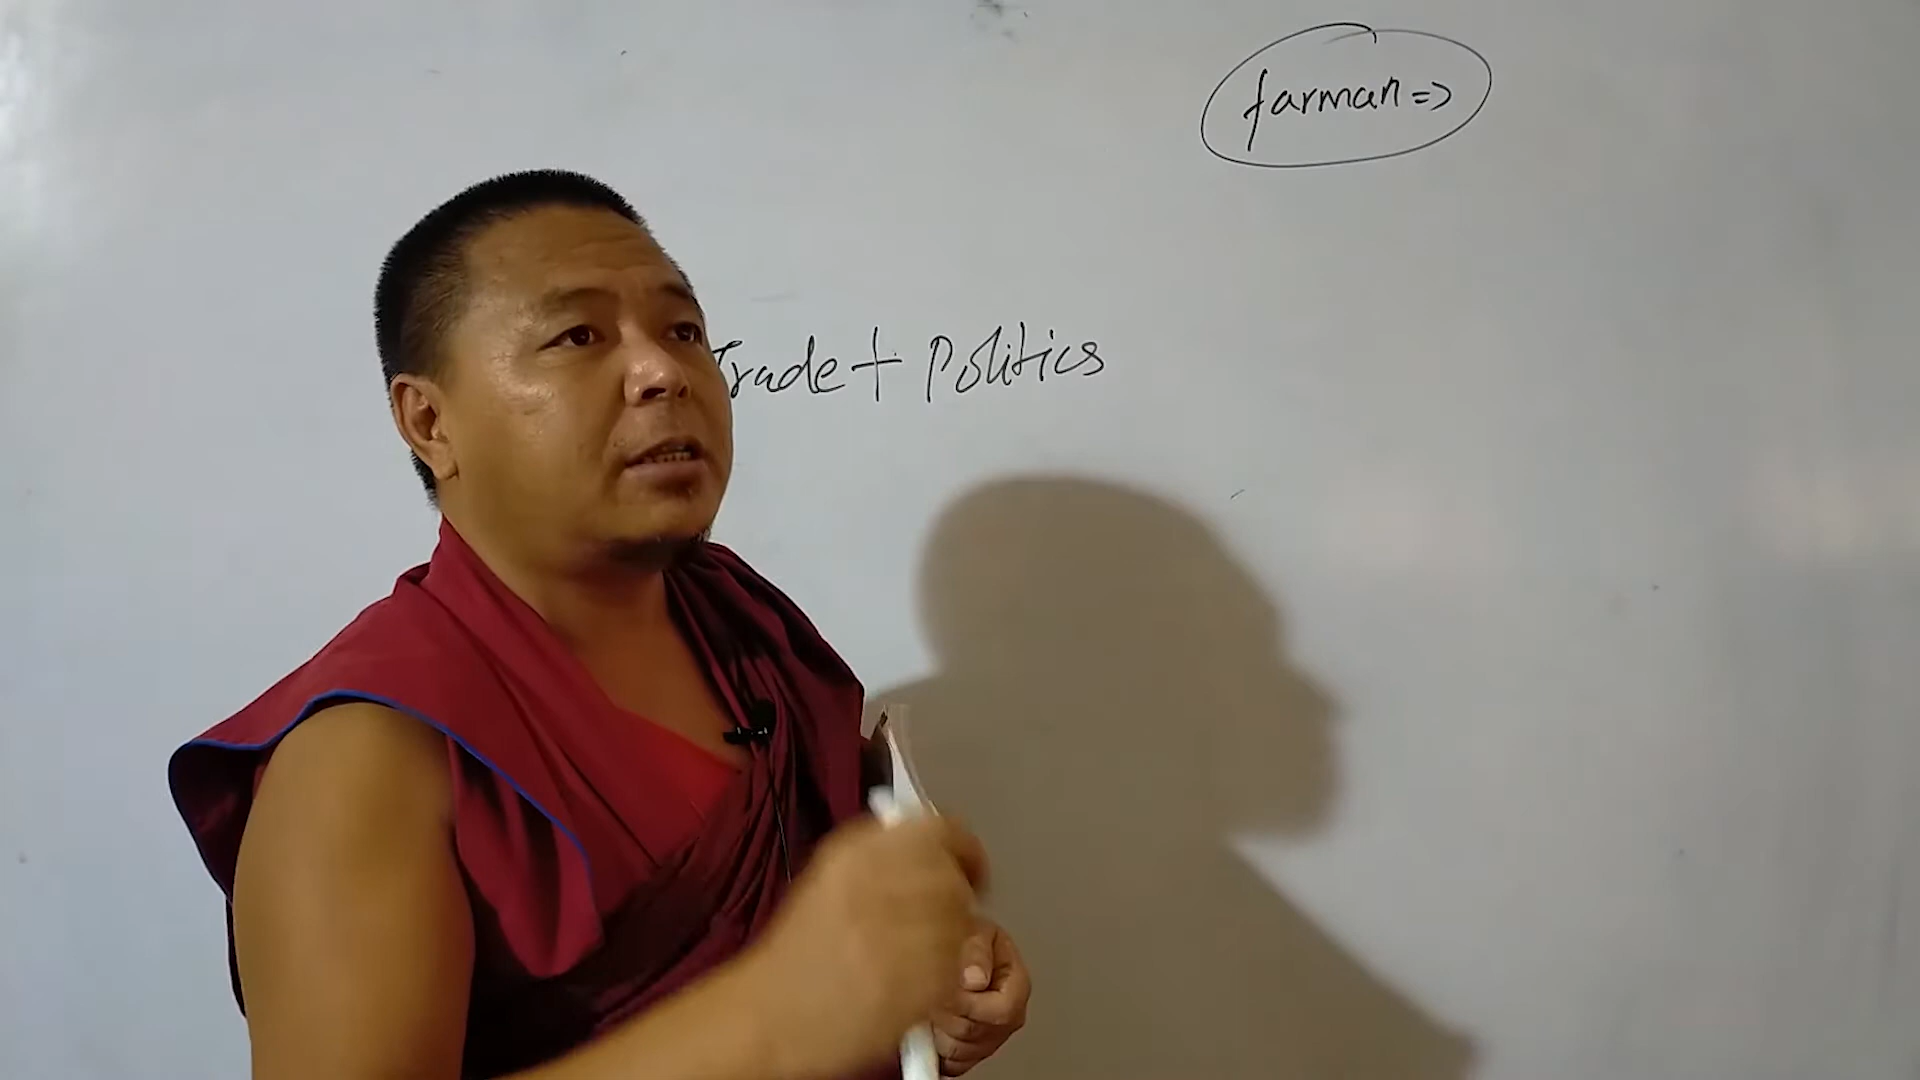 farman =>
Trade + Politics